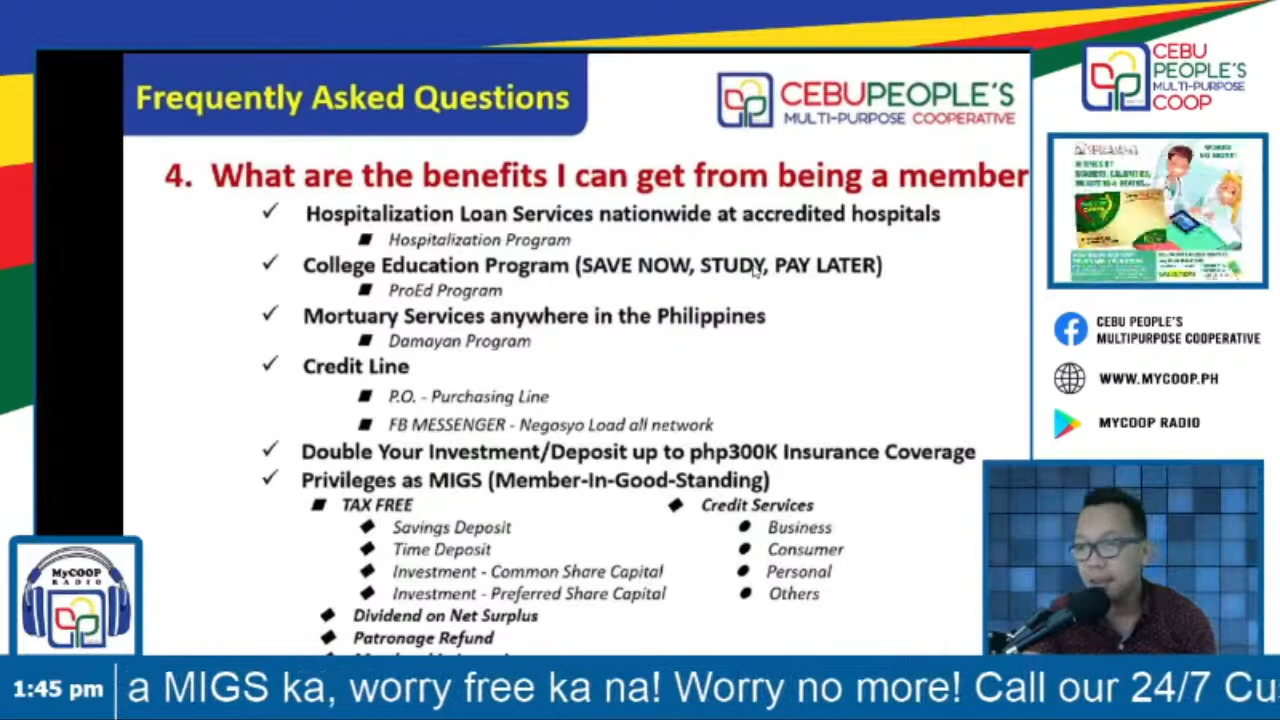 Frequently Asked Questions
CEBUPEOPLE'S
MULTI-PURPOSE COOPERATIVE
4. What are the benefits I can get from being a member
Hospitalization Loan Services nationwide at accredited hospitals
Hospitalization Program
College Education Program (SAVE NOW, STUDY, PAY LATER)
ProEd Program
Mortuary Services anywhere in the Philippines
Damayan Program
Credit Line
P.O. - Purchasing Line
FB MESSENGER - Negosyo Load all network
Double Your Investment/Deposit up to php300K Insurance Coverage
Privileges as MIGS (Member-In-Good-Standing)
TAX FREE
Savings Deposit
Time Deposit
Investment - Common Share Capital
Investment - Preferred Share Capital
Dividend on Net Surplus
Patronage Refund
Credit Services
Business
Consumer
Personal
Others
CEBU
PEOPLE'S
MULTI-PURPOSE
COOP
CEBU PEOPLE'S
MULTIPURPOSE COOPERATIVE
WWW.MYCOOP.PH
MYCOOP RADIO
MyCOOP
RADIO
1:45 pm
a MIGS ka, worry free ka na! Worry no more! Call our 24/7 Cu